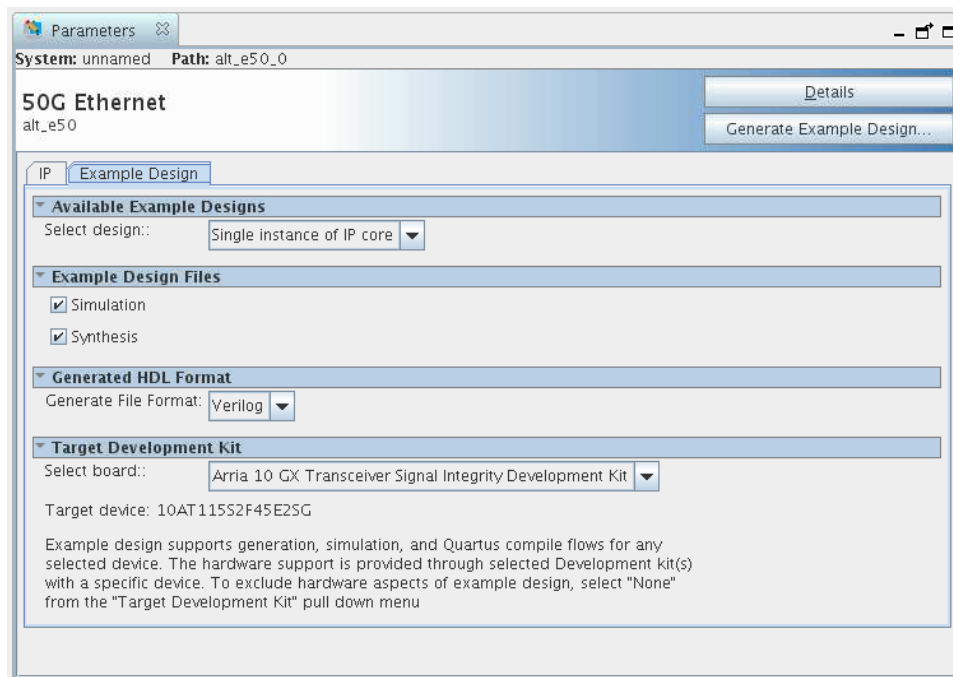 Parameters
System: unnamed Path: alt_e50_0
50G Ethernet
alt_e50
Details
Generate Example Design...
IP Example Design
Available Example Designs
Select design:: Single instance of IP core
Example Design Files
Simulation
Synthesis
Generated HDL Format
Generate File Format: Verilog
Target Development Kit
Select board:: Arria 10 GX Transceiver Signal Integrity Development Kit
Target device: 10AT115S2F45E2SG
Example design supports generation, simulation, and Quartus compile flows for any
selected device. The hardware support is provided through selected Development kit(s)
with a specific device. To exclude hardware aspects of example design, select "None"
from the "Target Development Kit" pull down menu